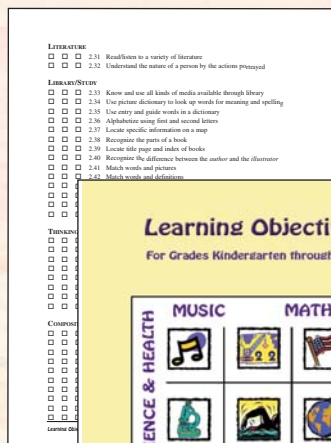 LITERATURE
2.31 Read/listen to a variety of literature
2.32 Understand the nature of a person by the actions portrayed
LIBRARY/STUDY
2.33 Know and use all kinds of media available through library
2.34 Use picture dictionary to look up words for meaning and spelling
2.35 Use entry and guide words in a dictionary
2.36 Alphabetize using first and second letters
2.37 Locate specific information on a map
2.38 Recognize the parts of a book
2.39 Locate title page and index of books
2.40 Recognize the difference between the author and the illustrator
2.41 Match words and pictures
2.42 Match words and definitions
THINKING
COMPOSI
Learning Obje
Learning Objecti
For Grades Kindergarten through
MUSIC MATH
ENCE & HEALTH
2 2